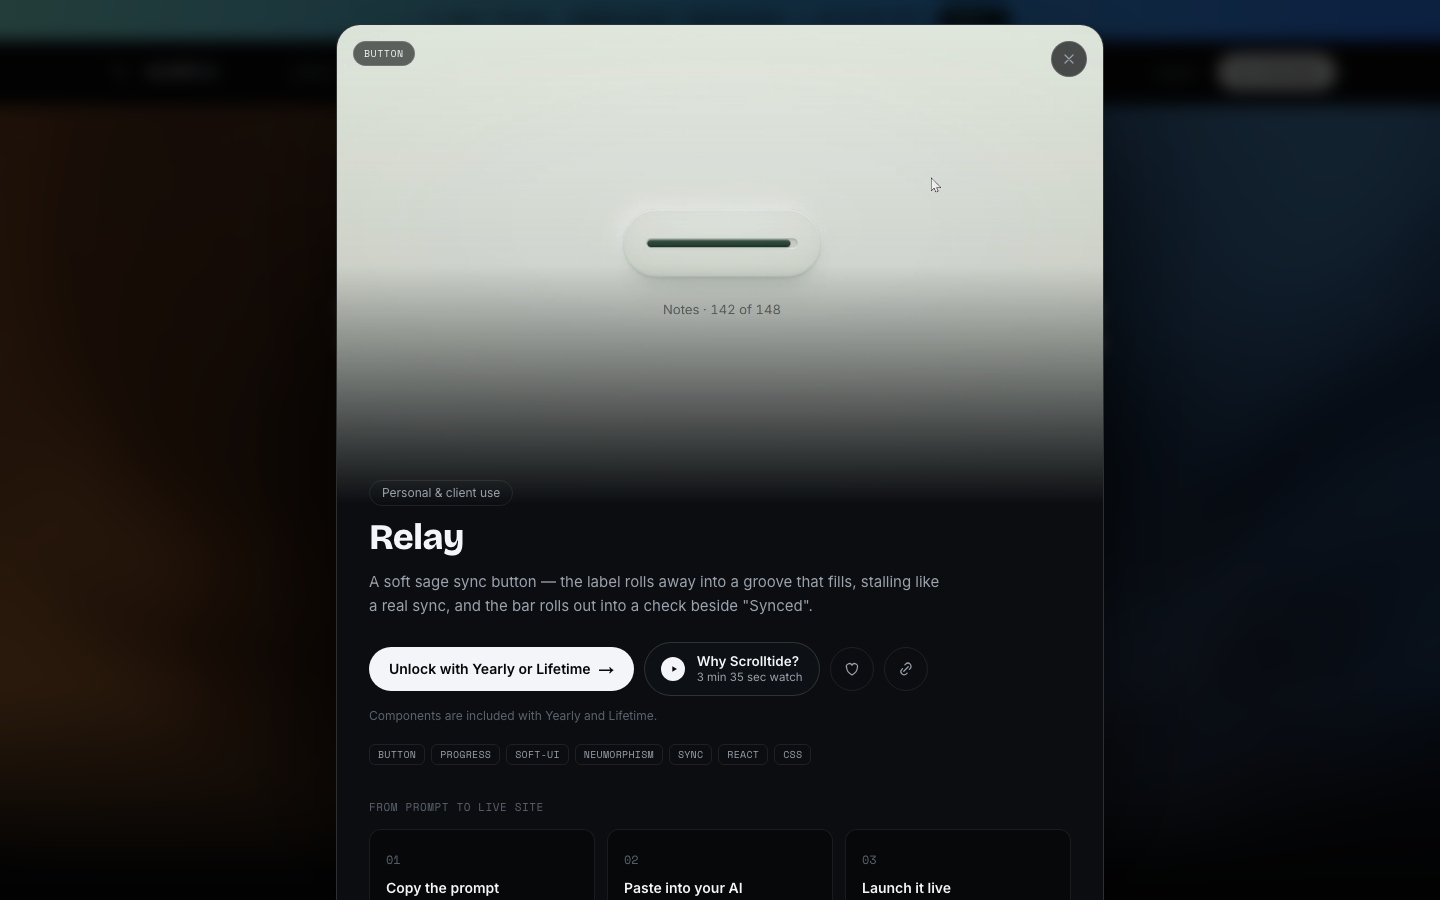 BUTTON
Notes · 142 of 148
Personal & client use
Relay
A soft sage sync button — the label rolls away into a groove that fills, stalling like
a real sync, and the bar rolls out into a check beside "Synced".
Unlock with Yearly or Lifetime →
Why Scrolltide?
3 min 35 sec watch
Components are included with Yearly and Lifetime.
BUTTON PROGRESS SOFT-UI NEUMORPHISM SYNC REACT CSS
FROM PROMPT TO LIVE SITE
01 02 03
Copy the prompt Paste into your AI Launch it live